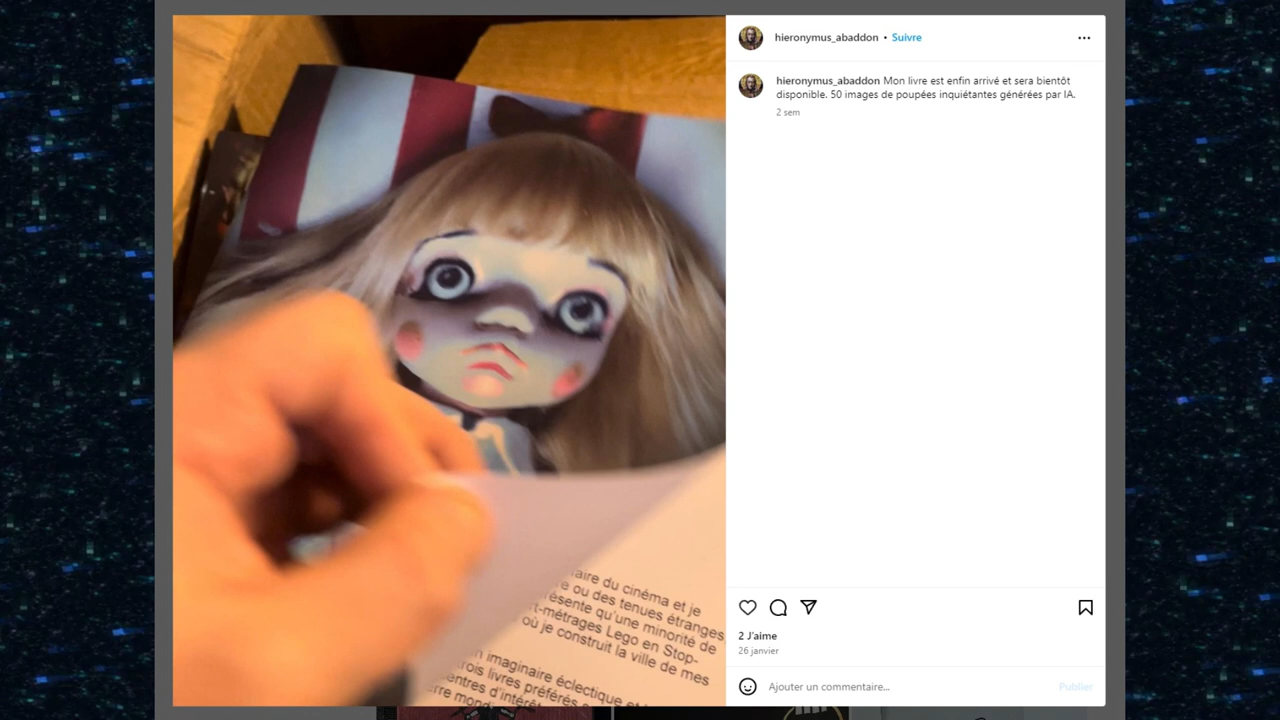 hieronymus_abaddon • Suivre
hieronymus_abaddon Mon livre est enfin arrivé et sera bientôt
disponible. 50 images de poupées inquiétantes générées par IA.
2 sem
2 J'aime
26 janvier
Ajouter un commentaire...
Publier
du cinéma et je
ou des tenues étranges
qu'une minorité de
t-métrages Lego en Stop-
où je construit la ville de mes
imaginaire éclectique et
rois livres préférés
entres d'intérêt